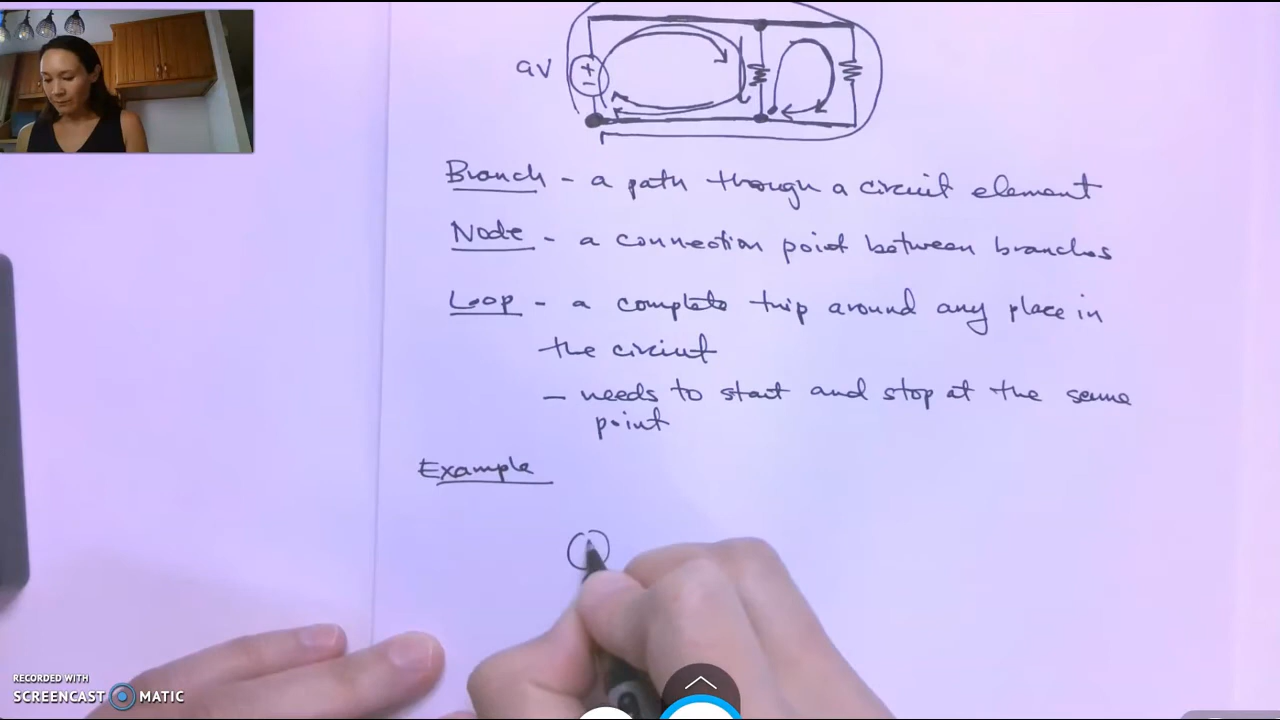 9V
+
-
Branch - a path through a circuit element
Node - a connection point between branches
Loop - a complete trip around any place in
the circiut
- needs to start and stop at the same
point
Example
RECORDED WITH
SCREENCAST MATIC